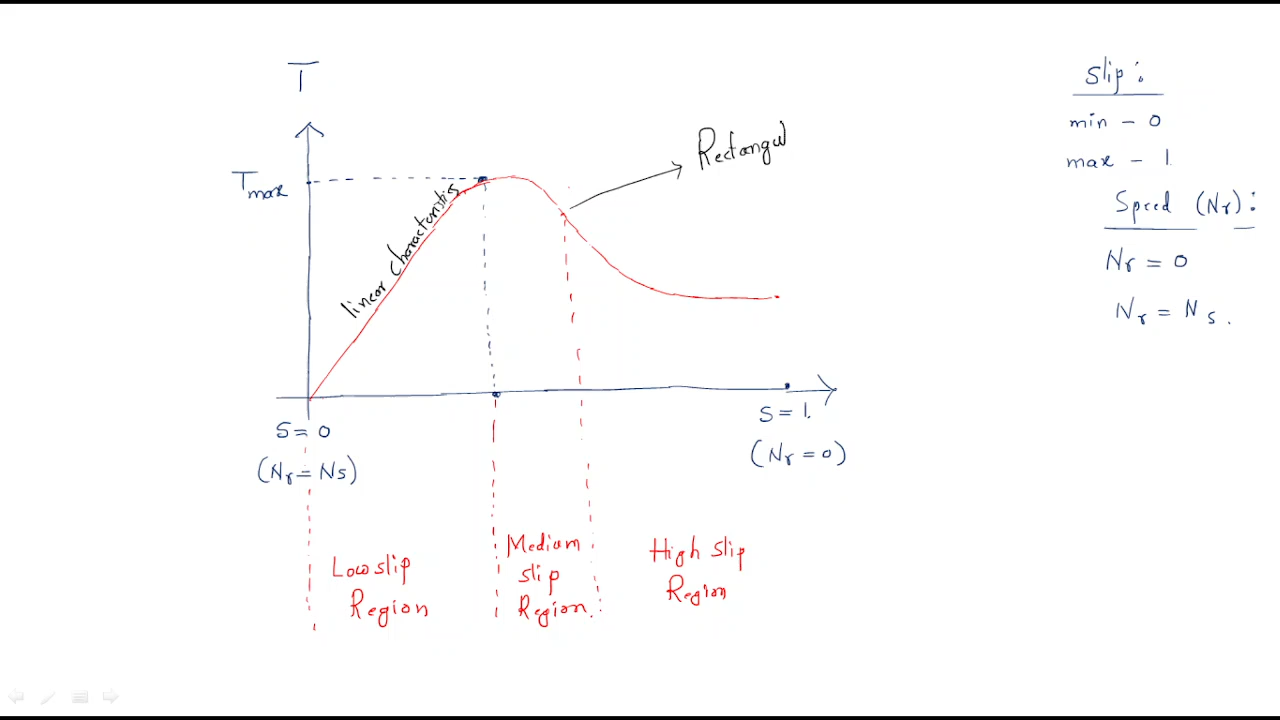 T
Tmax
linear Characteristis
Rectangul
S = 0
(Nr = Ns)
S = 1.
(Nr = 0)
Low slip
Region
Medium
slip
Region.
High slip
Region
Slip:
min - 0
max - 1.
Speed (Nr):
Nr = 0
Nr = Ns.